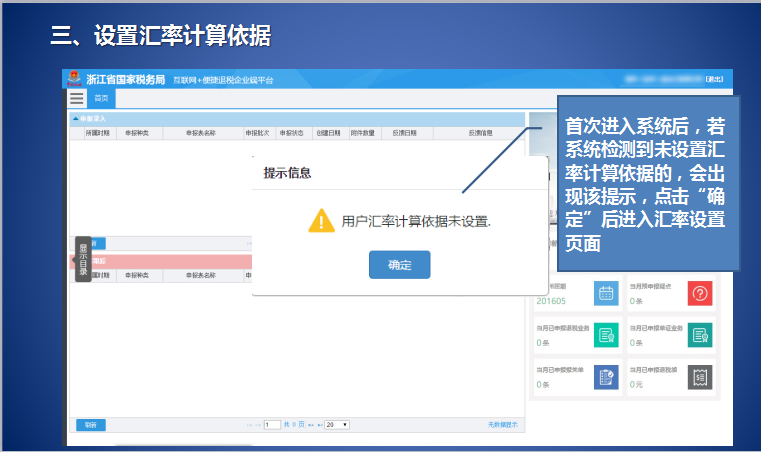 三、设置汇率计算依据
浙江省国家税务局 互联网+便捷退税企业端平台
[退出]
首页
申报录入
所属时期 申报种类 申报表名称 申报批次 申报状态 创建日期 附件数量 反馈日期 反馈信息
首次进入系统后，若
系统检测到未设置汇
率计算依据的，会出
现该提示，点击“确
定”后进入汇率设置
页面
提示信息
用户汇率计算依据未设置.
确定
显示目录
属时期 申报种类 申报表名称
201605
当月预申报疑点
0条
当月已申报退税业务
0条
当月已申报单证业务
0条
当月已申报报关单
0条
当月已申报退税额
0元
刷新
1 共 0 页 20
无数据显示